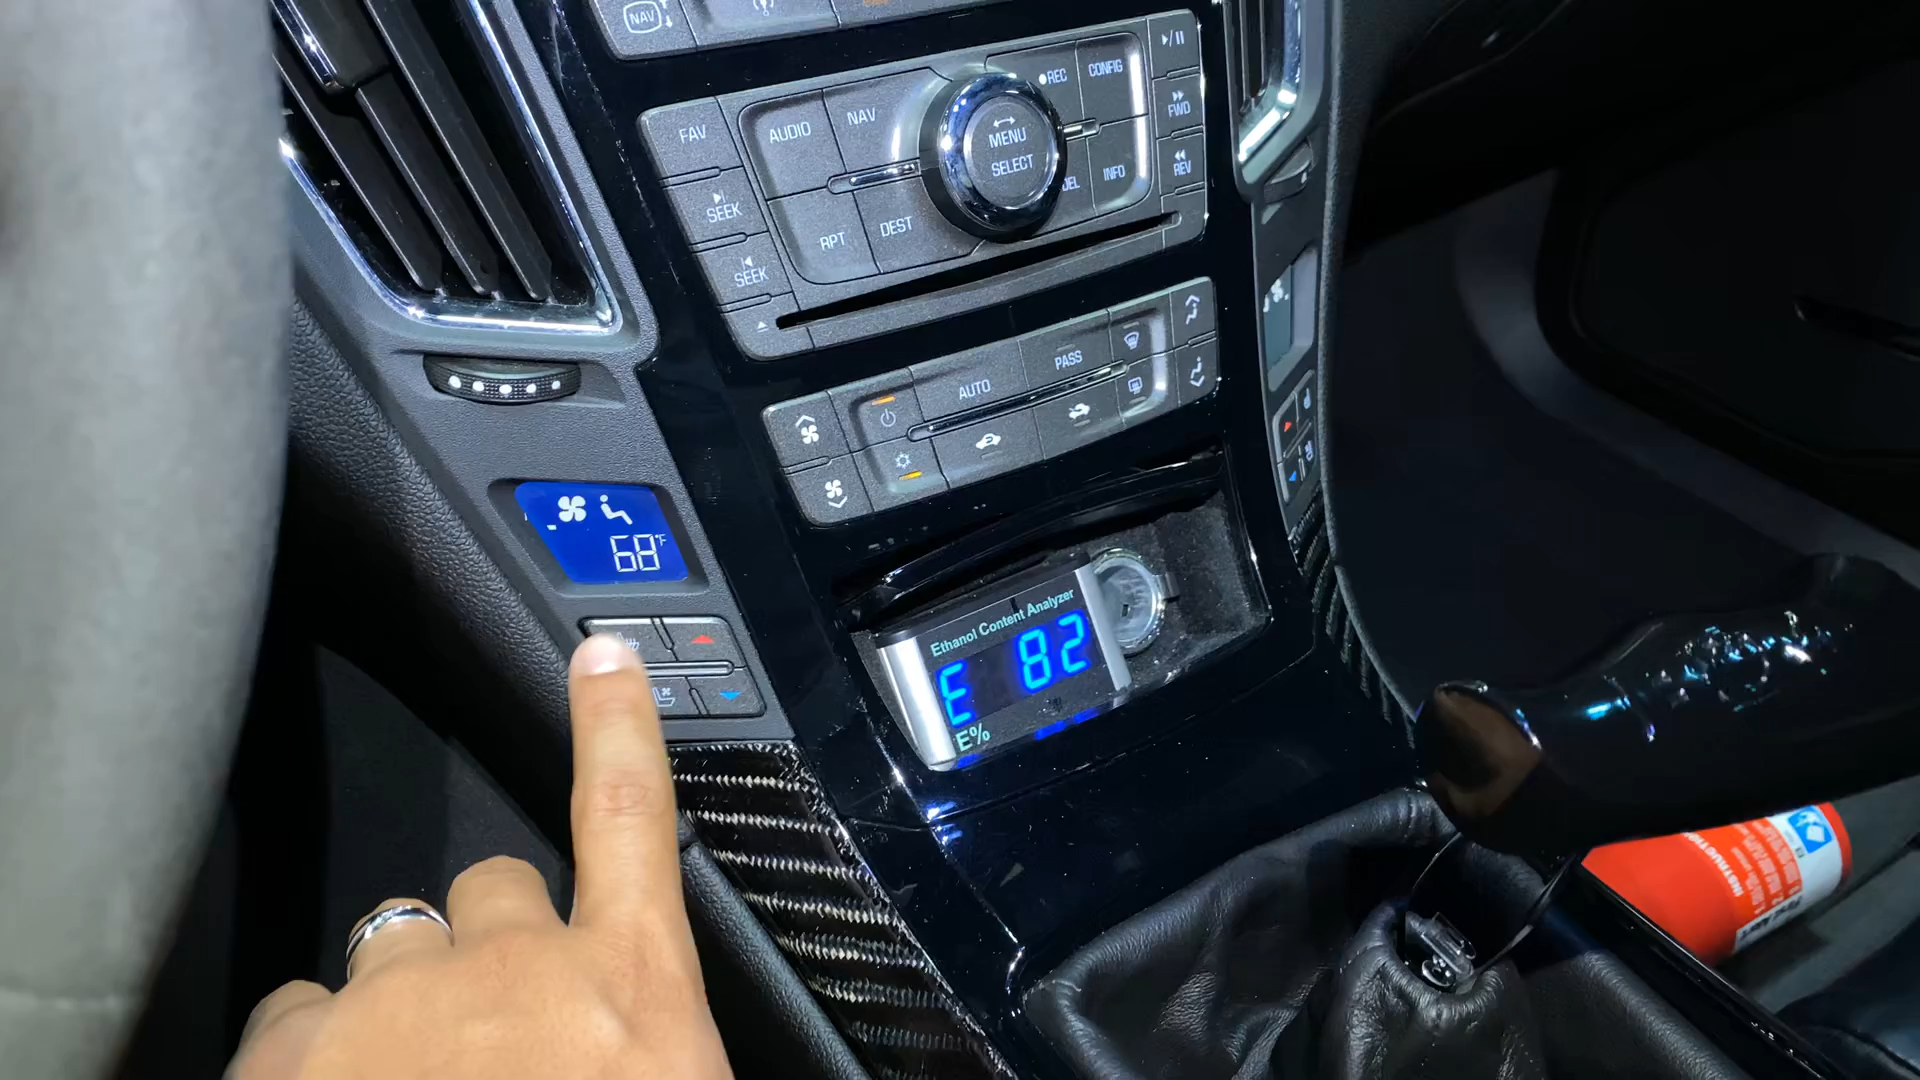 NAV
FAV
AUDIO
NAV
REC
CONFIG
MENU
SELECT
FWD
REV
SEEK
RPT
DEST
DEL
INFO
SEEK
AUTO
PASS
68°F
Ethanol Content Analyzer
E 82
E%